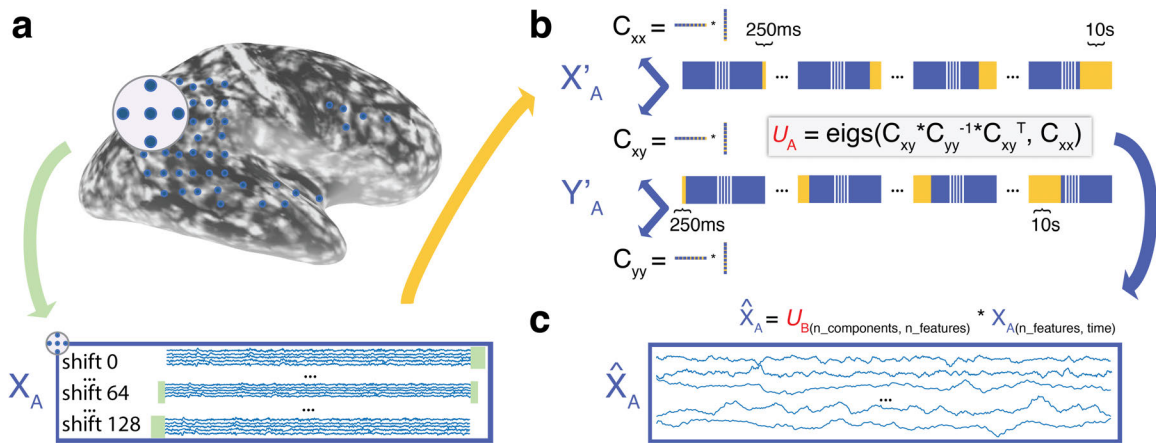 a
X_A
shift 0
...
shift 64
...
...
shift 128
...
b
C_xx = *
250ms
10s
X'_A
... ... ...
C_xy = *
U_A = eigs(C_xy*C_yy^-1*C_xy^T, C_xx)
Y'_A
... ... ...
250ms
10s
C_yy = *
c
X̂_A = U_B(n_components, n_features) * X_A(n_features, time)
X̂_A
...